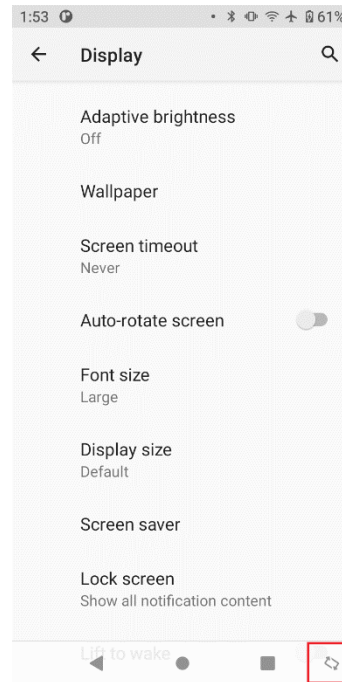 1:53 61%
Display
Adaptive brightness
Off
Wallpaper
Screen timeout
Never
Auto-rotate screen
Font size
Large
Display size
Default
Screen saver
Lock screen
Show all notification content
Lift to wake